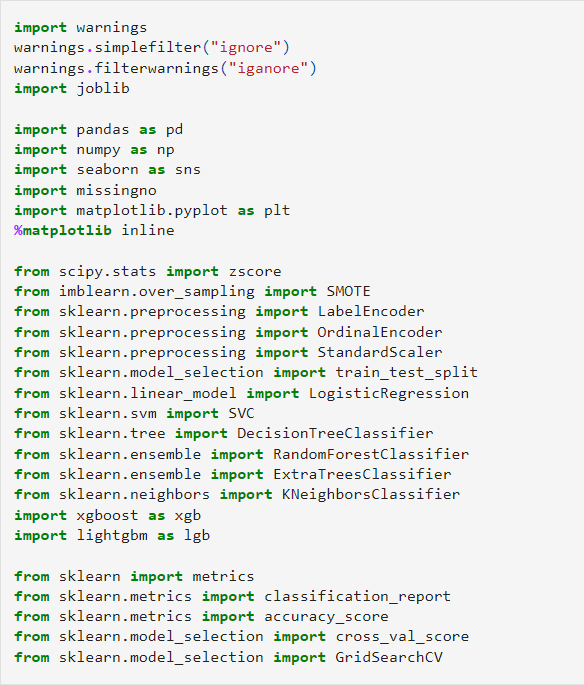 import warnings
warnings.simplefilter("ignore")
warnings.filterwarnings("iganore")
import joblib
import pandas as pd
import numpy as np
import seaborn as sns
import missingno
import matplotlib.pyplot as plt
%matplotlib inline
from scipy.stats import zscore
from imblearn.over_sampling import SMOTE
from sklearn.preprocessing import LabelEncoder
from sklearn.preprocessing import OrdinalEncoder
from sklearn.preprocessing import StandardScaler
from sklearn.model_selection import train_test_split
from sklearn.linear_model import LogisticRegression
from sklearn.svm import SVC
from sklearn.tree import DecisionTreeClassifier
from sklearn.ensemble import RandomForestClassifier
from sklearn.ensemble import ExtraTreesClassifier
from sklearn.neighbors import KNeighborsClassifier
import xgboost as xgb
import lightgbm as lgb
from sklearn import metrics
from sklearn.metrics import classification_report
from sklearn.metrics import accuracy_score
from sklearn.model_selection import cross_val_score
from sklearn.model_selection import GridSearchCV